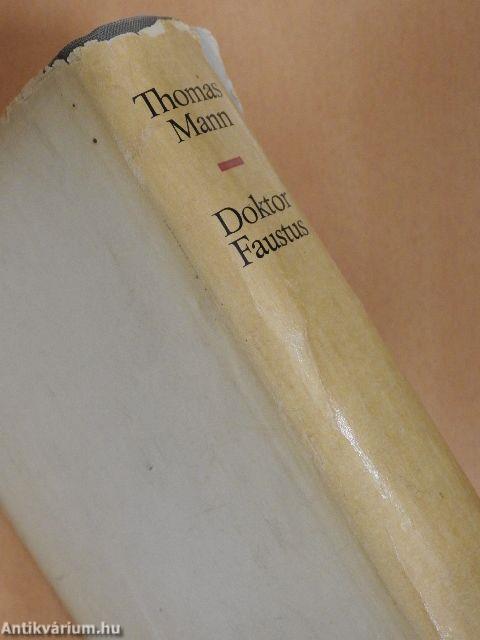 Thomas
Mann
Doktor
Faustus
Antikvárium.hu